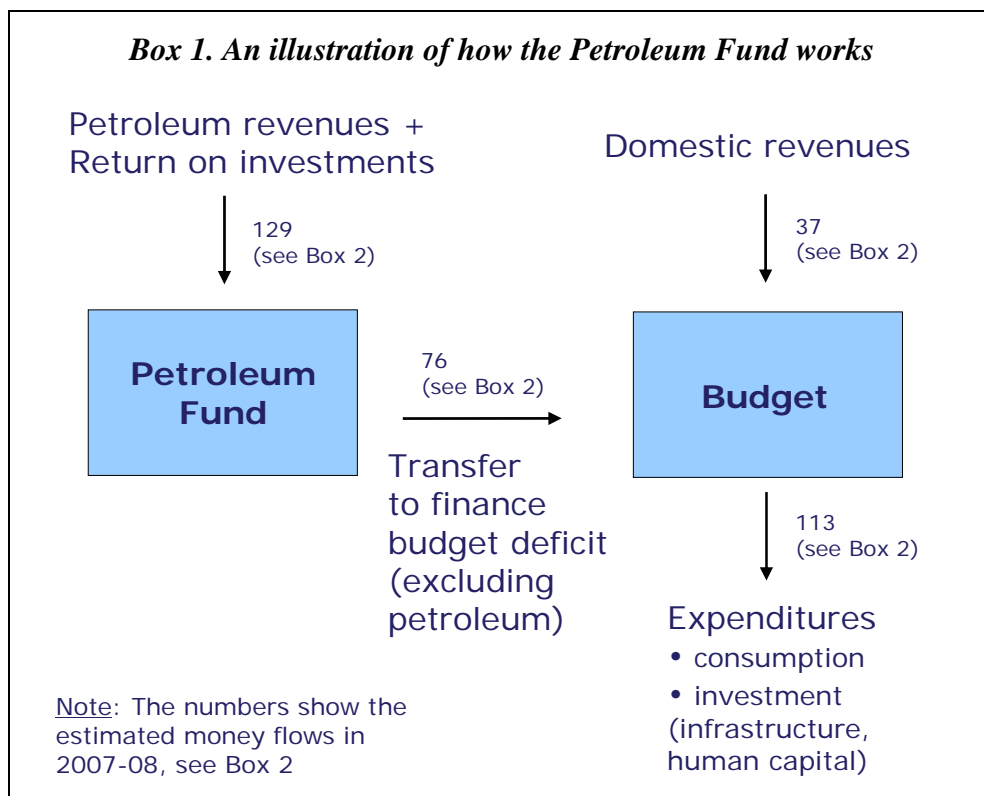 Box 1. An illustration of how the Petroleum Fund works
Petroleum revenues +
Return on investments
Domestic revenues
129
(see Box 2)
37
(see Box 2)
Petroleum
Fund
76
(see Box 2)
Budget
Transfer
to finance
budget deficit
(excluding
petroleum)
113
(see Box 2)
Expenditures
• consumption
• investment
(infrastructure,
human capital)
Note: The numbers show the
estimated money flows in
2007-08, see Box 2